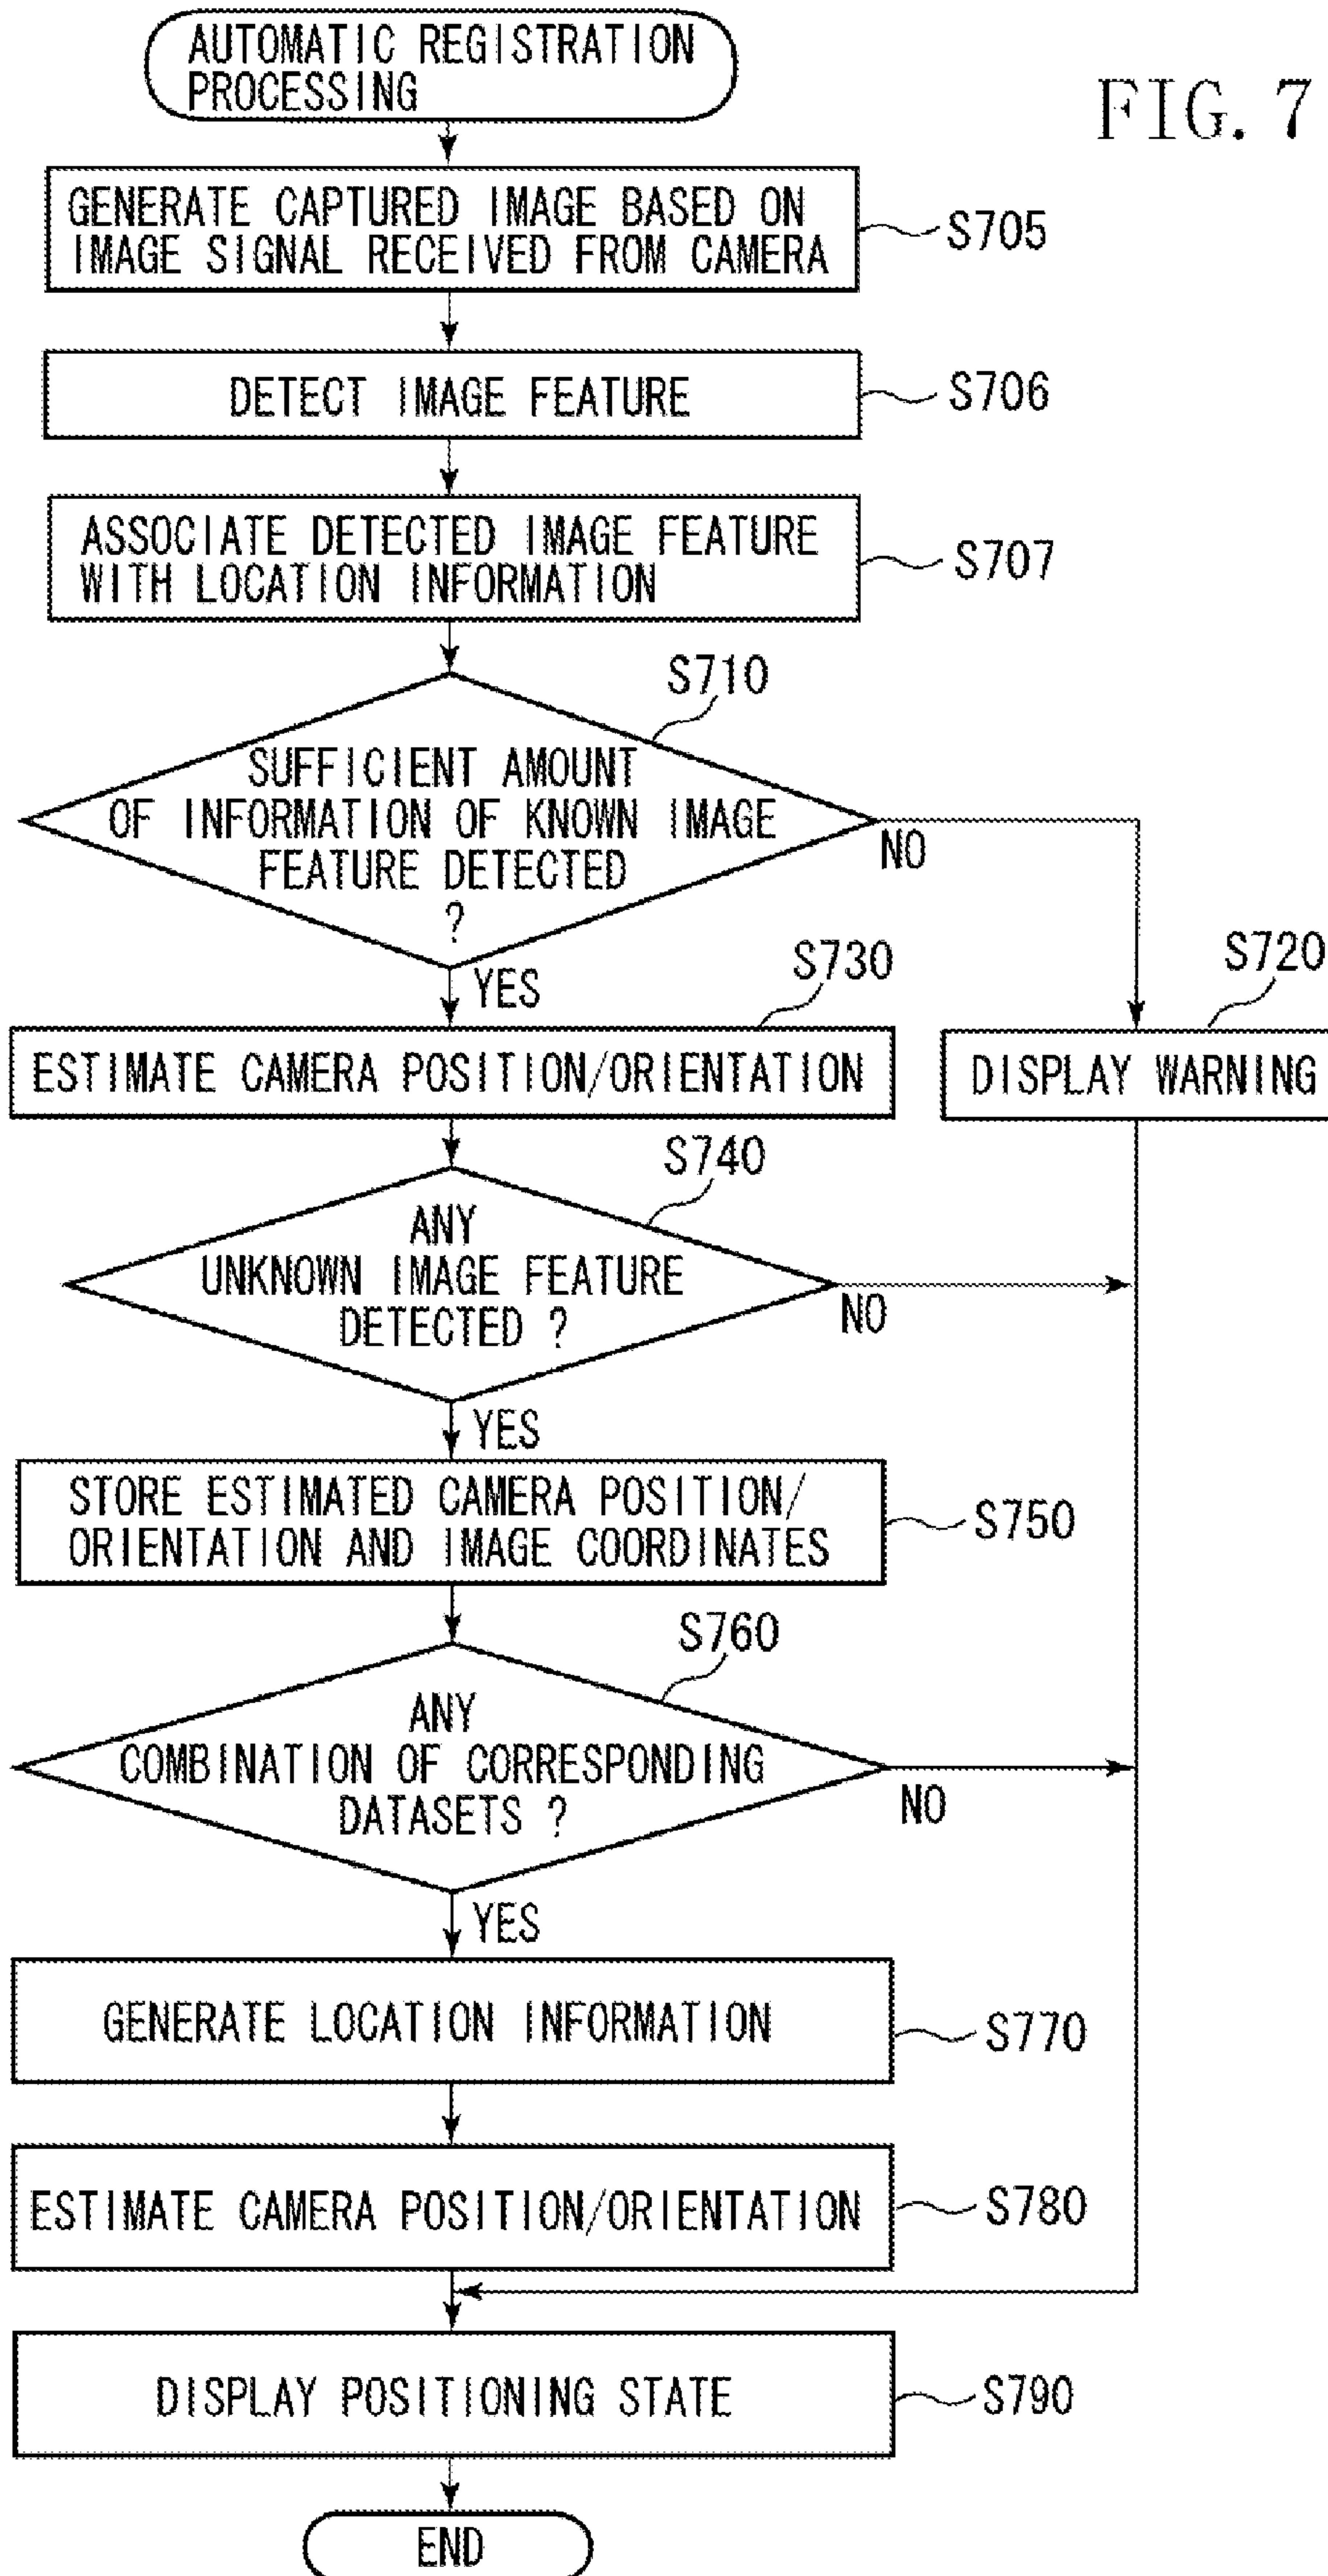 AUTOMATIC REGISTRATION
PROCESSING
FIG. 7
GENERATE CAPTURED IMAGE BASED ON
IMAGE SIGNAL RECEIVED FROM CAMERA
S705
DETECT IMAGE FEATURE
S706
ASSOCIATE DETECTED IMAGE FEATURE
WITH LOCATION INFORMATION
S707
S710
SUFFICIENT AMOUNT
OF INFORMATION OF KNOWN IMAGE
FEATURE DETECTED
?
NO
YES
S730
S720
ESTIMATE CAMERA POSITION/ORIENTATION
DISPLAY WARNING
S740
ANY
UNKNOWN IMAGE FEATURE
DETECTED ?
NO
YES
STORE ESTIMATED CAMERA POSITION/
ORIENTATION AND IMAGE COORDINATES
S750
S760
ANY
COMBINATION OF CORRESPONDING
DATASETS ?
NO
YES
GENERATE LOCATION INFORMATION
S770
ESTIMATE CAMERA POSITION/ORIENTATION
S780
DISPLAY POSITIONING STATE
S790
END